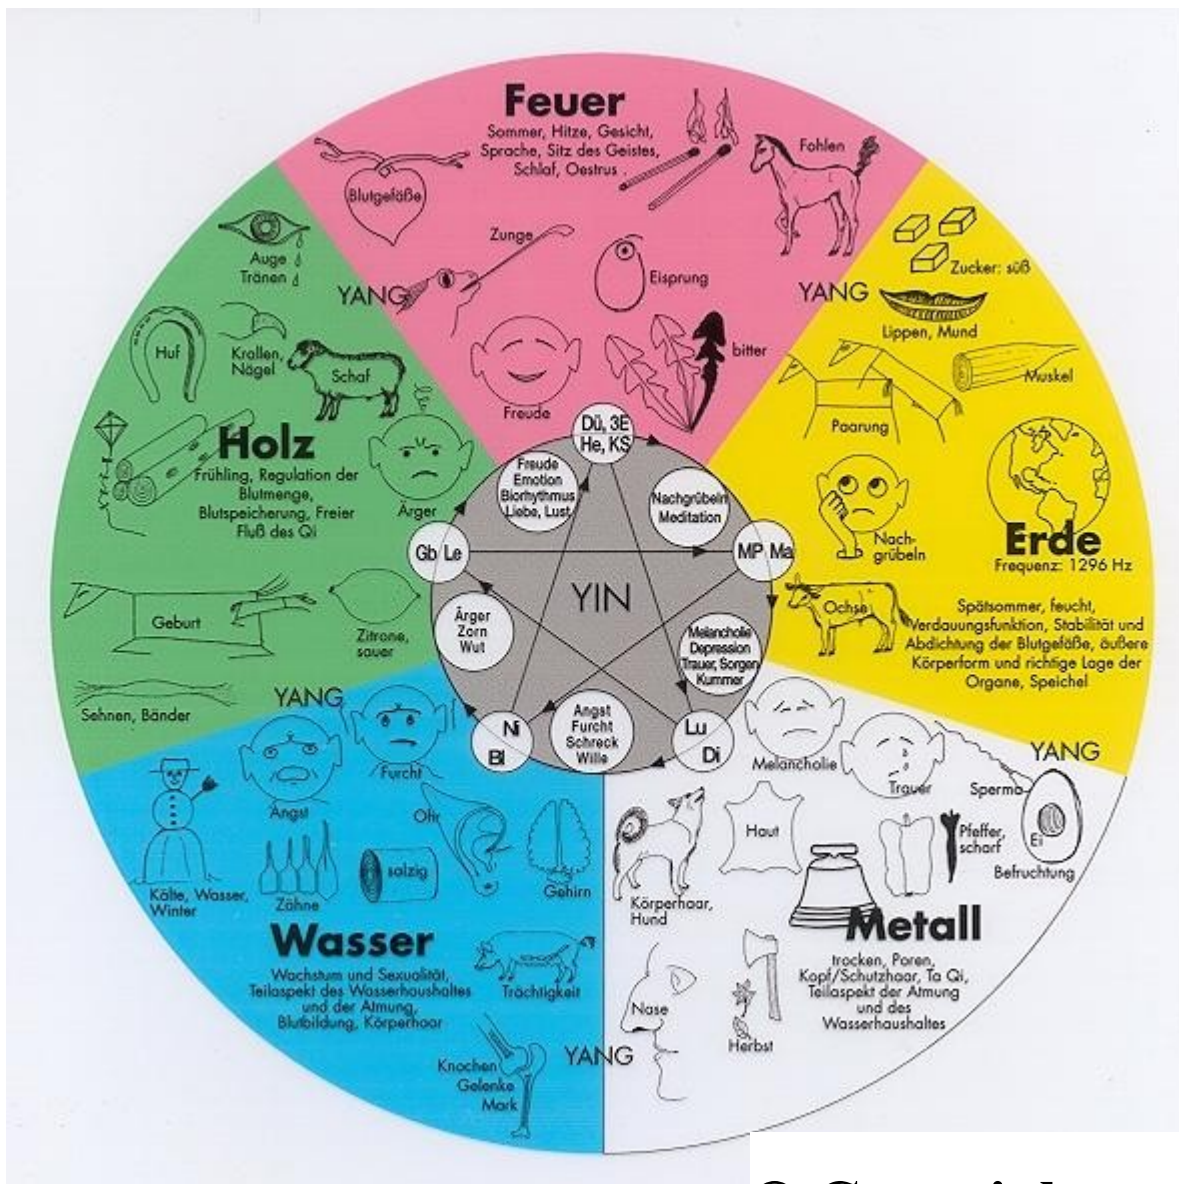 Feuer
Sommer, Hitze, Gesicht,
Sprache, Sitz des Geistes,
Schlaf, Oestrus .
Blutgefäße
Fohlen
Zunge
Eisprung
YANG
bitter
Freude
Zucker: süß
YANG
Lippen, Mund
Muskel
Paarung
Nach-
grübeln
Erde
Frequenz: 1296 Hz
Ochse
Spätsommer, feucht,
Verdauungsfunktion, Stabilität und
Abdichtung der Blutgefäße, äußere
Körperform und richtige Lage der
Organe, Speichel
YANG
Melancholie
Trauer
Sperma
Ei
Befruchtung
Pfeffer,
scharf
Haut
Körperhaar,
Hund
Metall
trocken, Poren,
Kopf/Schutzhaar, Ta Qi,
Teilaspekt der Atmung
und des
Wasserhaushaltes
Nase
Herbst
YANG
Furcht
Angst
Ohr
Gehirn
salzig
Zähne
Kälte, Wasser,
Winter
Wasser
Wachstum und Sexualität,
Teilaspekt des Wasserhaushaltes
und der Atmung,
Blutbildung, Körperhaar
Trächtigkeit
Knochen
Gelenke
Mark
YANG
Auge
Tränen
Huf
Krallen,
Nägel
Schaf
Holz
Frühling, Regulation der
Blutmenge,
Blutspeicherung, Freier
Fluß des Qi
Ärger
Geburt
Zitrone,
sauer
Sehnen, Bänder
Dü, 3E
He, KS
Freude
Emotion
Biorhythmus
Liebe, Lust
Nachgrübeln
Meditation
Gb Le
MP Ma
YIN
Ärger
Zorn
Wut
Melancholie
Depression
Trauer, Sorgen
Kummer
Ni
Bl
Angst
Furcht
Schreck
Wille
Lu
Di